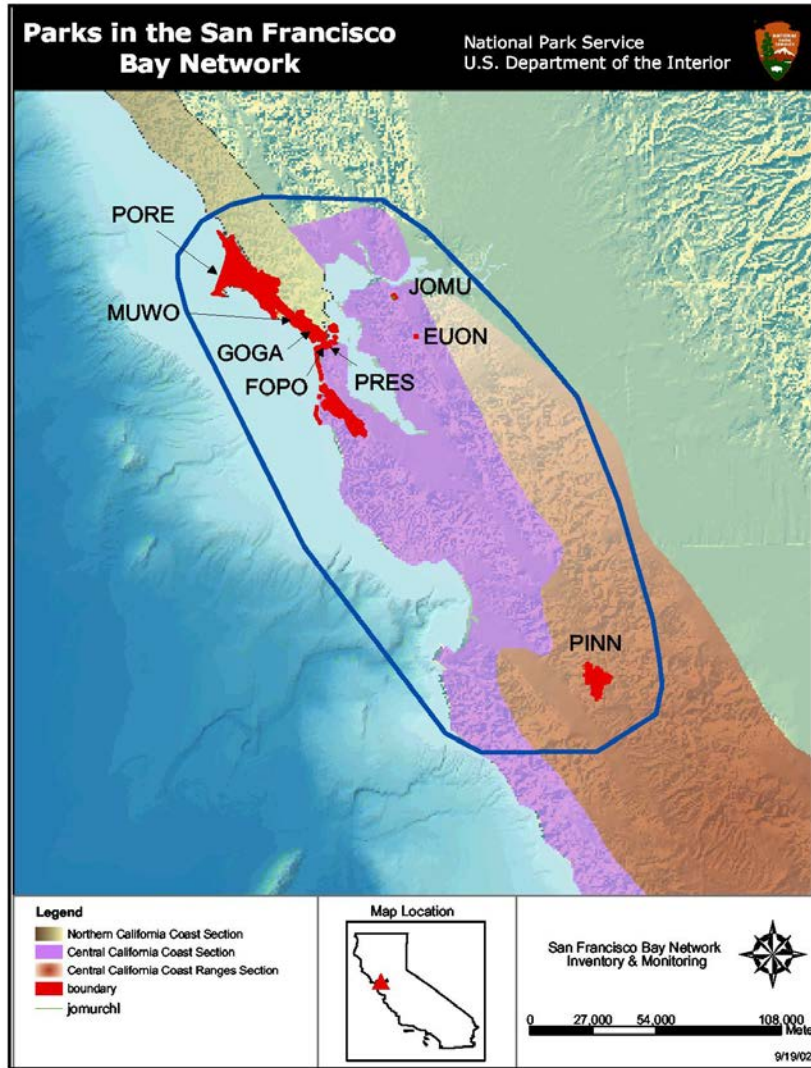 Parks in the San Francisco
Bay Network
National Park Service
U.S. Department of the Interior
PORE
JOMU
MUWO
EUON
GOGA
FOPO
PRES
PINN
Legend
Northern California Coast Section
Central California Coast Section
Central California Coast Ranges Section
boundary
jomurchl
Map Location
San Francisco Bay Network
Inventory & Monitoring
0 27,000 54,000 108,000
Mete
9/19/02